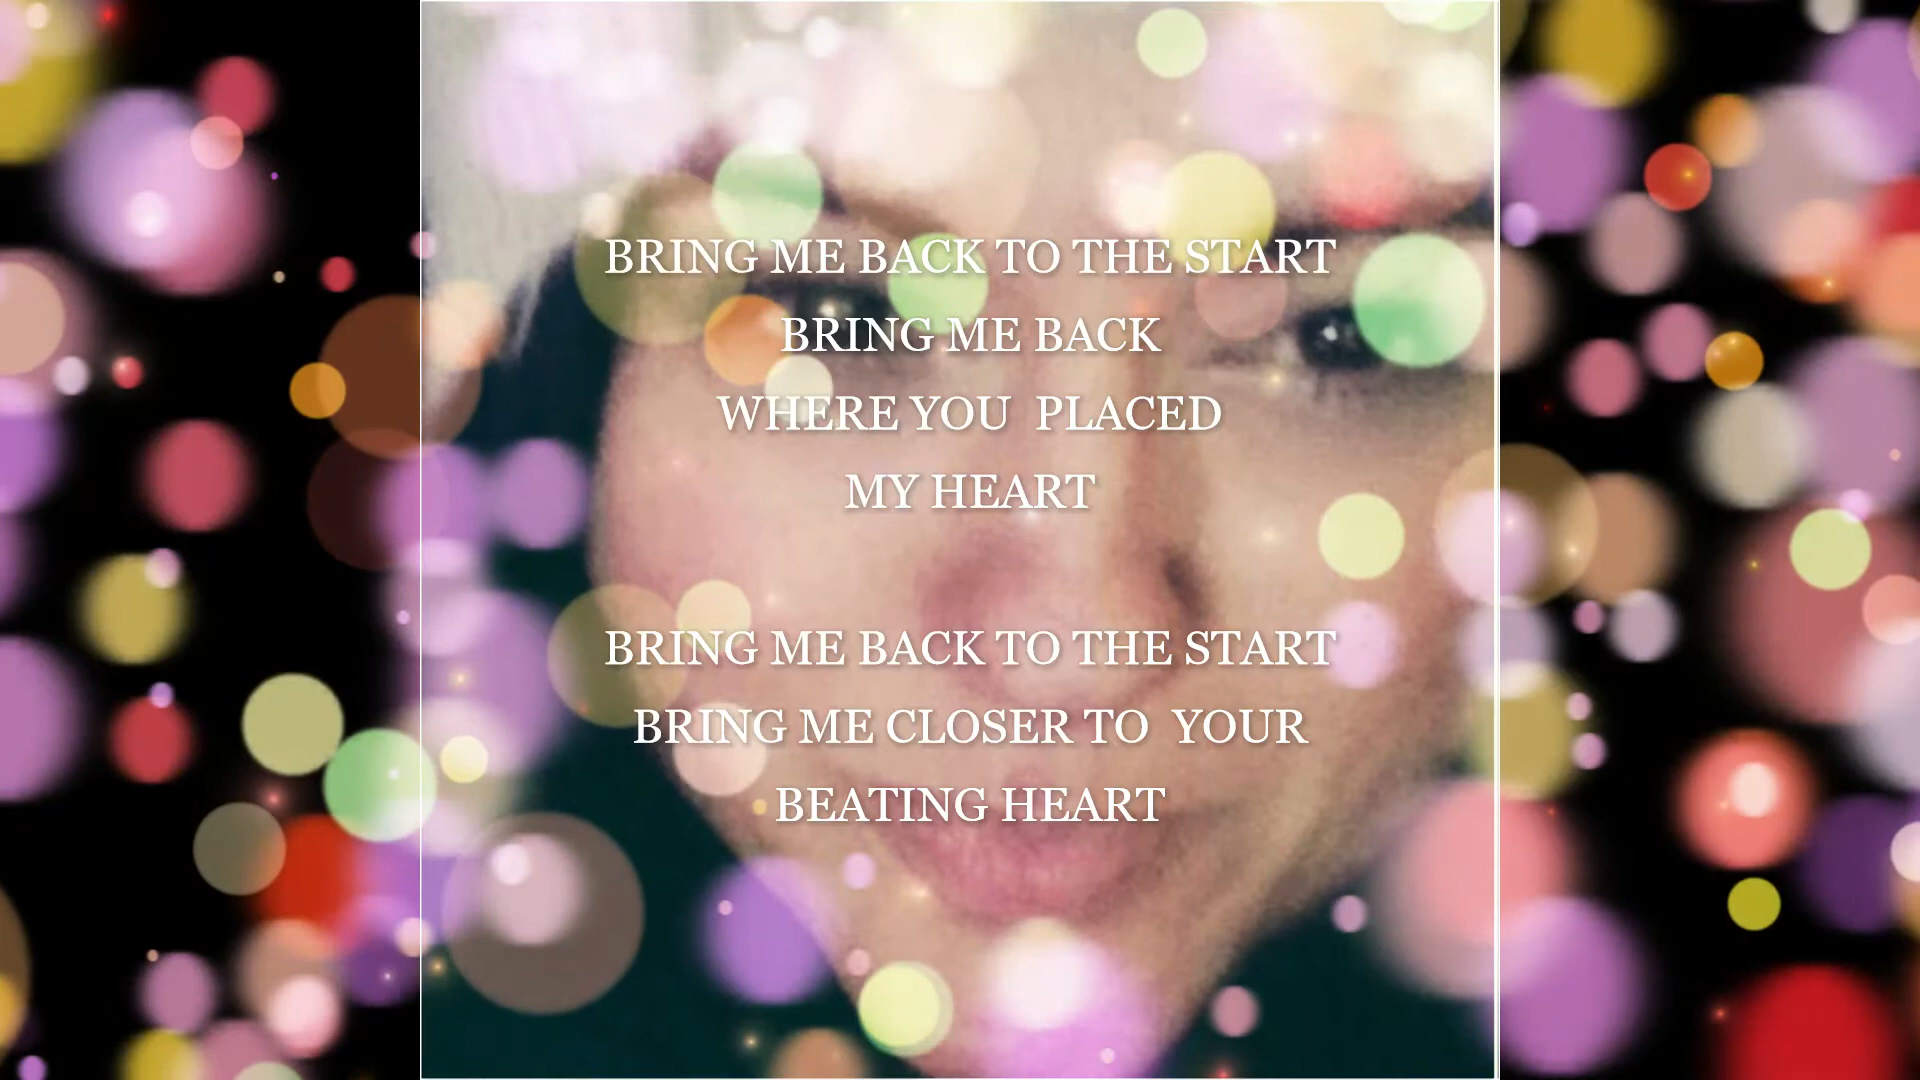 BRING ME BACK TO THE START
BRING ME BACK
WHERE YOU PLACED
MY HEART
BRING ME BACK TO THE START
BRING ME CLOSER TO YOUR
BEATING HEART